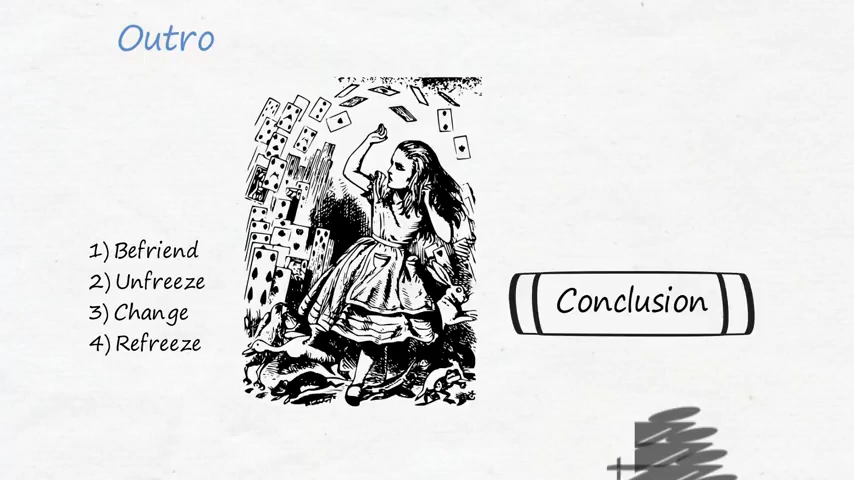 Outro
1) Befriend
2) Unfreeze
3) Change
4) Refreeze
Conclusion